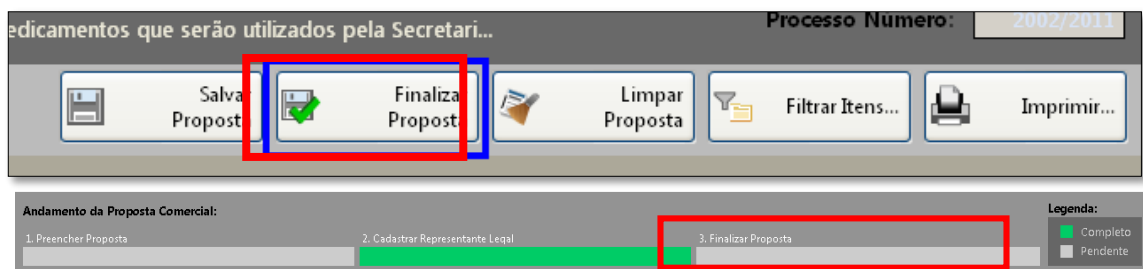 edicamentos que serão utilizados pela Secretari...
Processo Número: 2002/2011
Salva
Propost
Finaliza
Proposta
Limpar
Proposta
Filtrar Itens...
Imprimir...
Andamento da Proposta Comercial:
Legenda:
1. Preencher Proposta
2. Cadastrar Representante Legal
3. Finalizar Proposta
Completo
Pendente